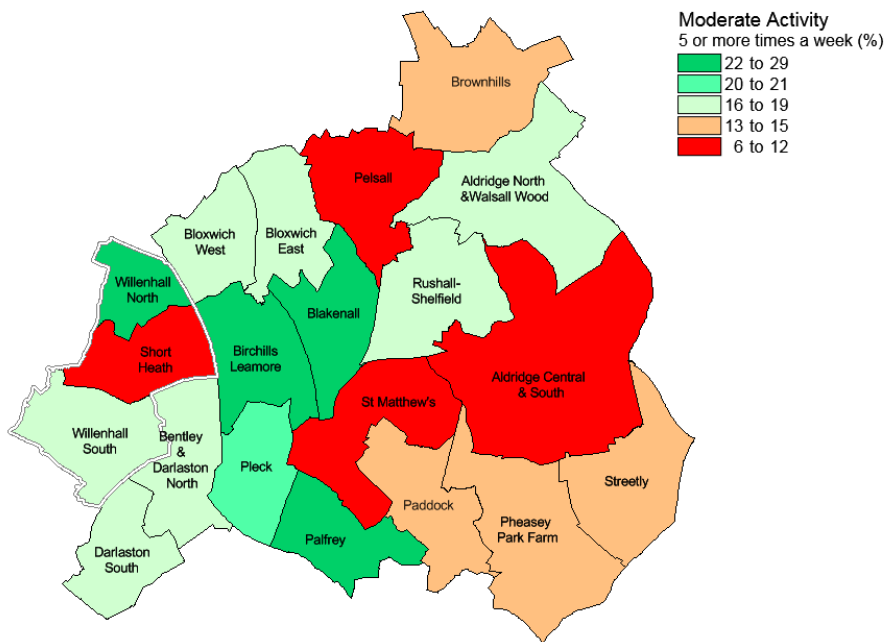 Moderate Activity
5 or more times a week (%)
22 to 29
20 to 21
16 to 19
13 to 15
6 to 12
Brownhills
Pelsall
Aldridge North
&Walsall Wood
Bloxwich
West
Bloxwich
East
Willenhall
North
Blakenall
Rushall-
Shelfield
Short
Heath
Birchills
Leamore
Aldridge Central
& South
St Matthew's
Willenhall
South
Bentley
&
Darlaston
North
Pleck
Paddock
Streetly
Pheasey
Park Farm
Palfrey
Darlaston
South